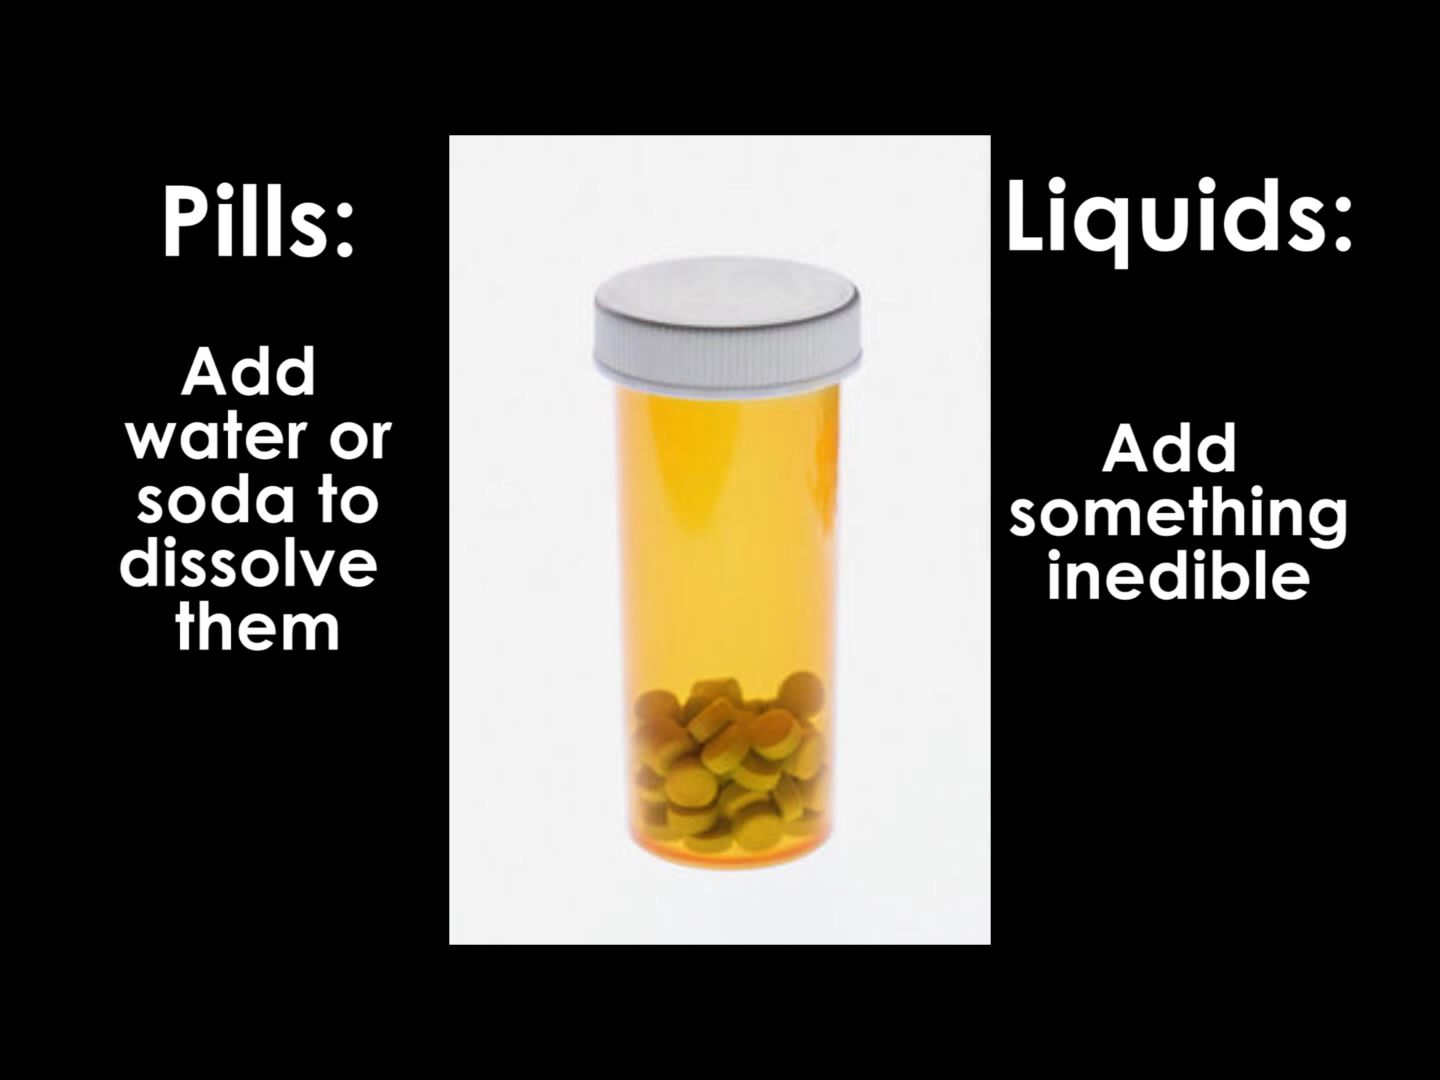 Pills:
Add
water or
soda to
dissolve
them
Liquids:
Add
something
inedible